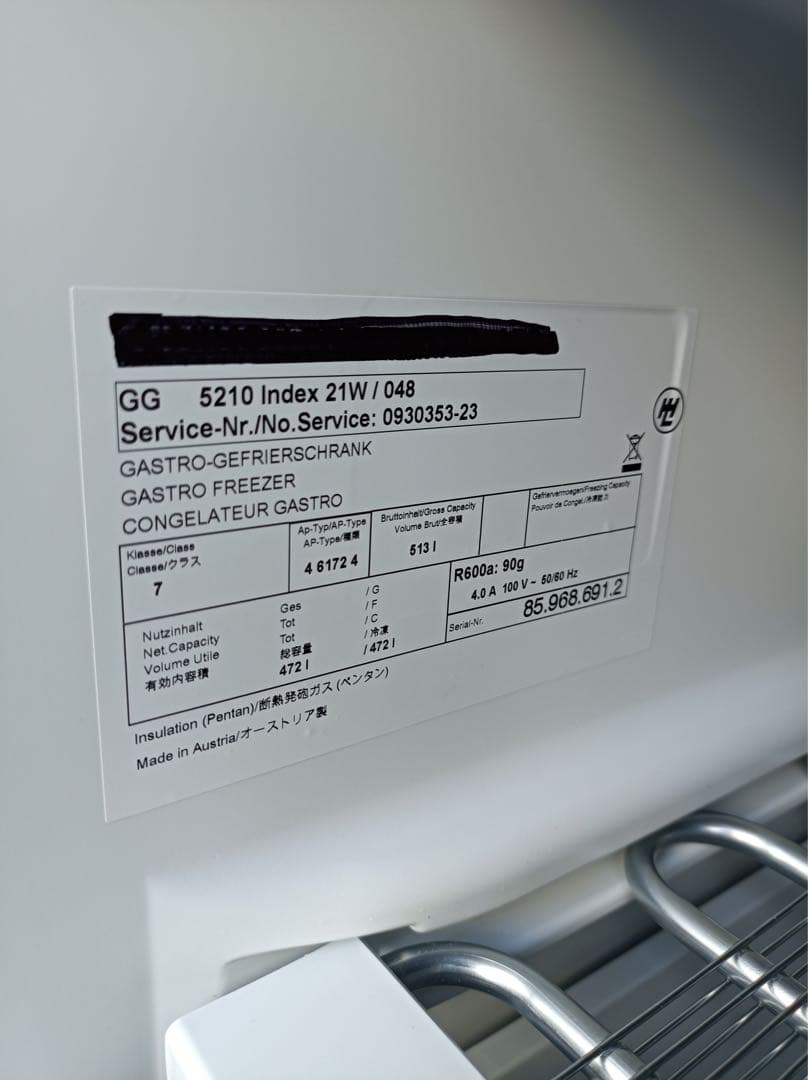 GG 5210 Index 21W / 048
Service-Nr./No.Service: 0930353-23
GASTRO-GEFRIERSCHRANK
GASTRO FREEZER
CONGELATEUR GASTRO
Klasse/Class
Classe/クラス
7
Ap-Typ/AP-Type
AP-Type/種類
4 6172 4
Bruttoinhalt/Gross Capacity
Volume Brut/全容積
513 l
Gefriervermoegen/Freezing Capacity
Pouvoir de Congel./冷凍能力
Nutzinhalt
Net.Capacity
Volume Utile
有効内容積
Ges / G
Tot / F
Tot / C
総容量 / 冷凍
472 l / 472 l
R600a: 90g
4.0 A 100 V ~ 50/60 Hz
Serial-Nr. 85.968.691.2
Insulation (Pentan)/断熱発砲ガス (ペンタン)
Made in Austria/オーストリア製